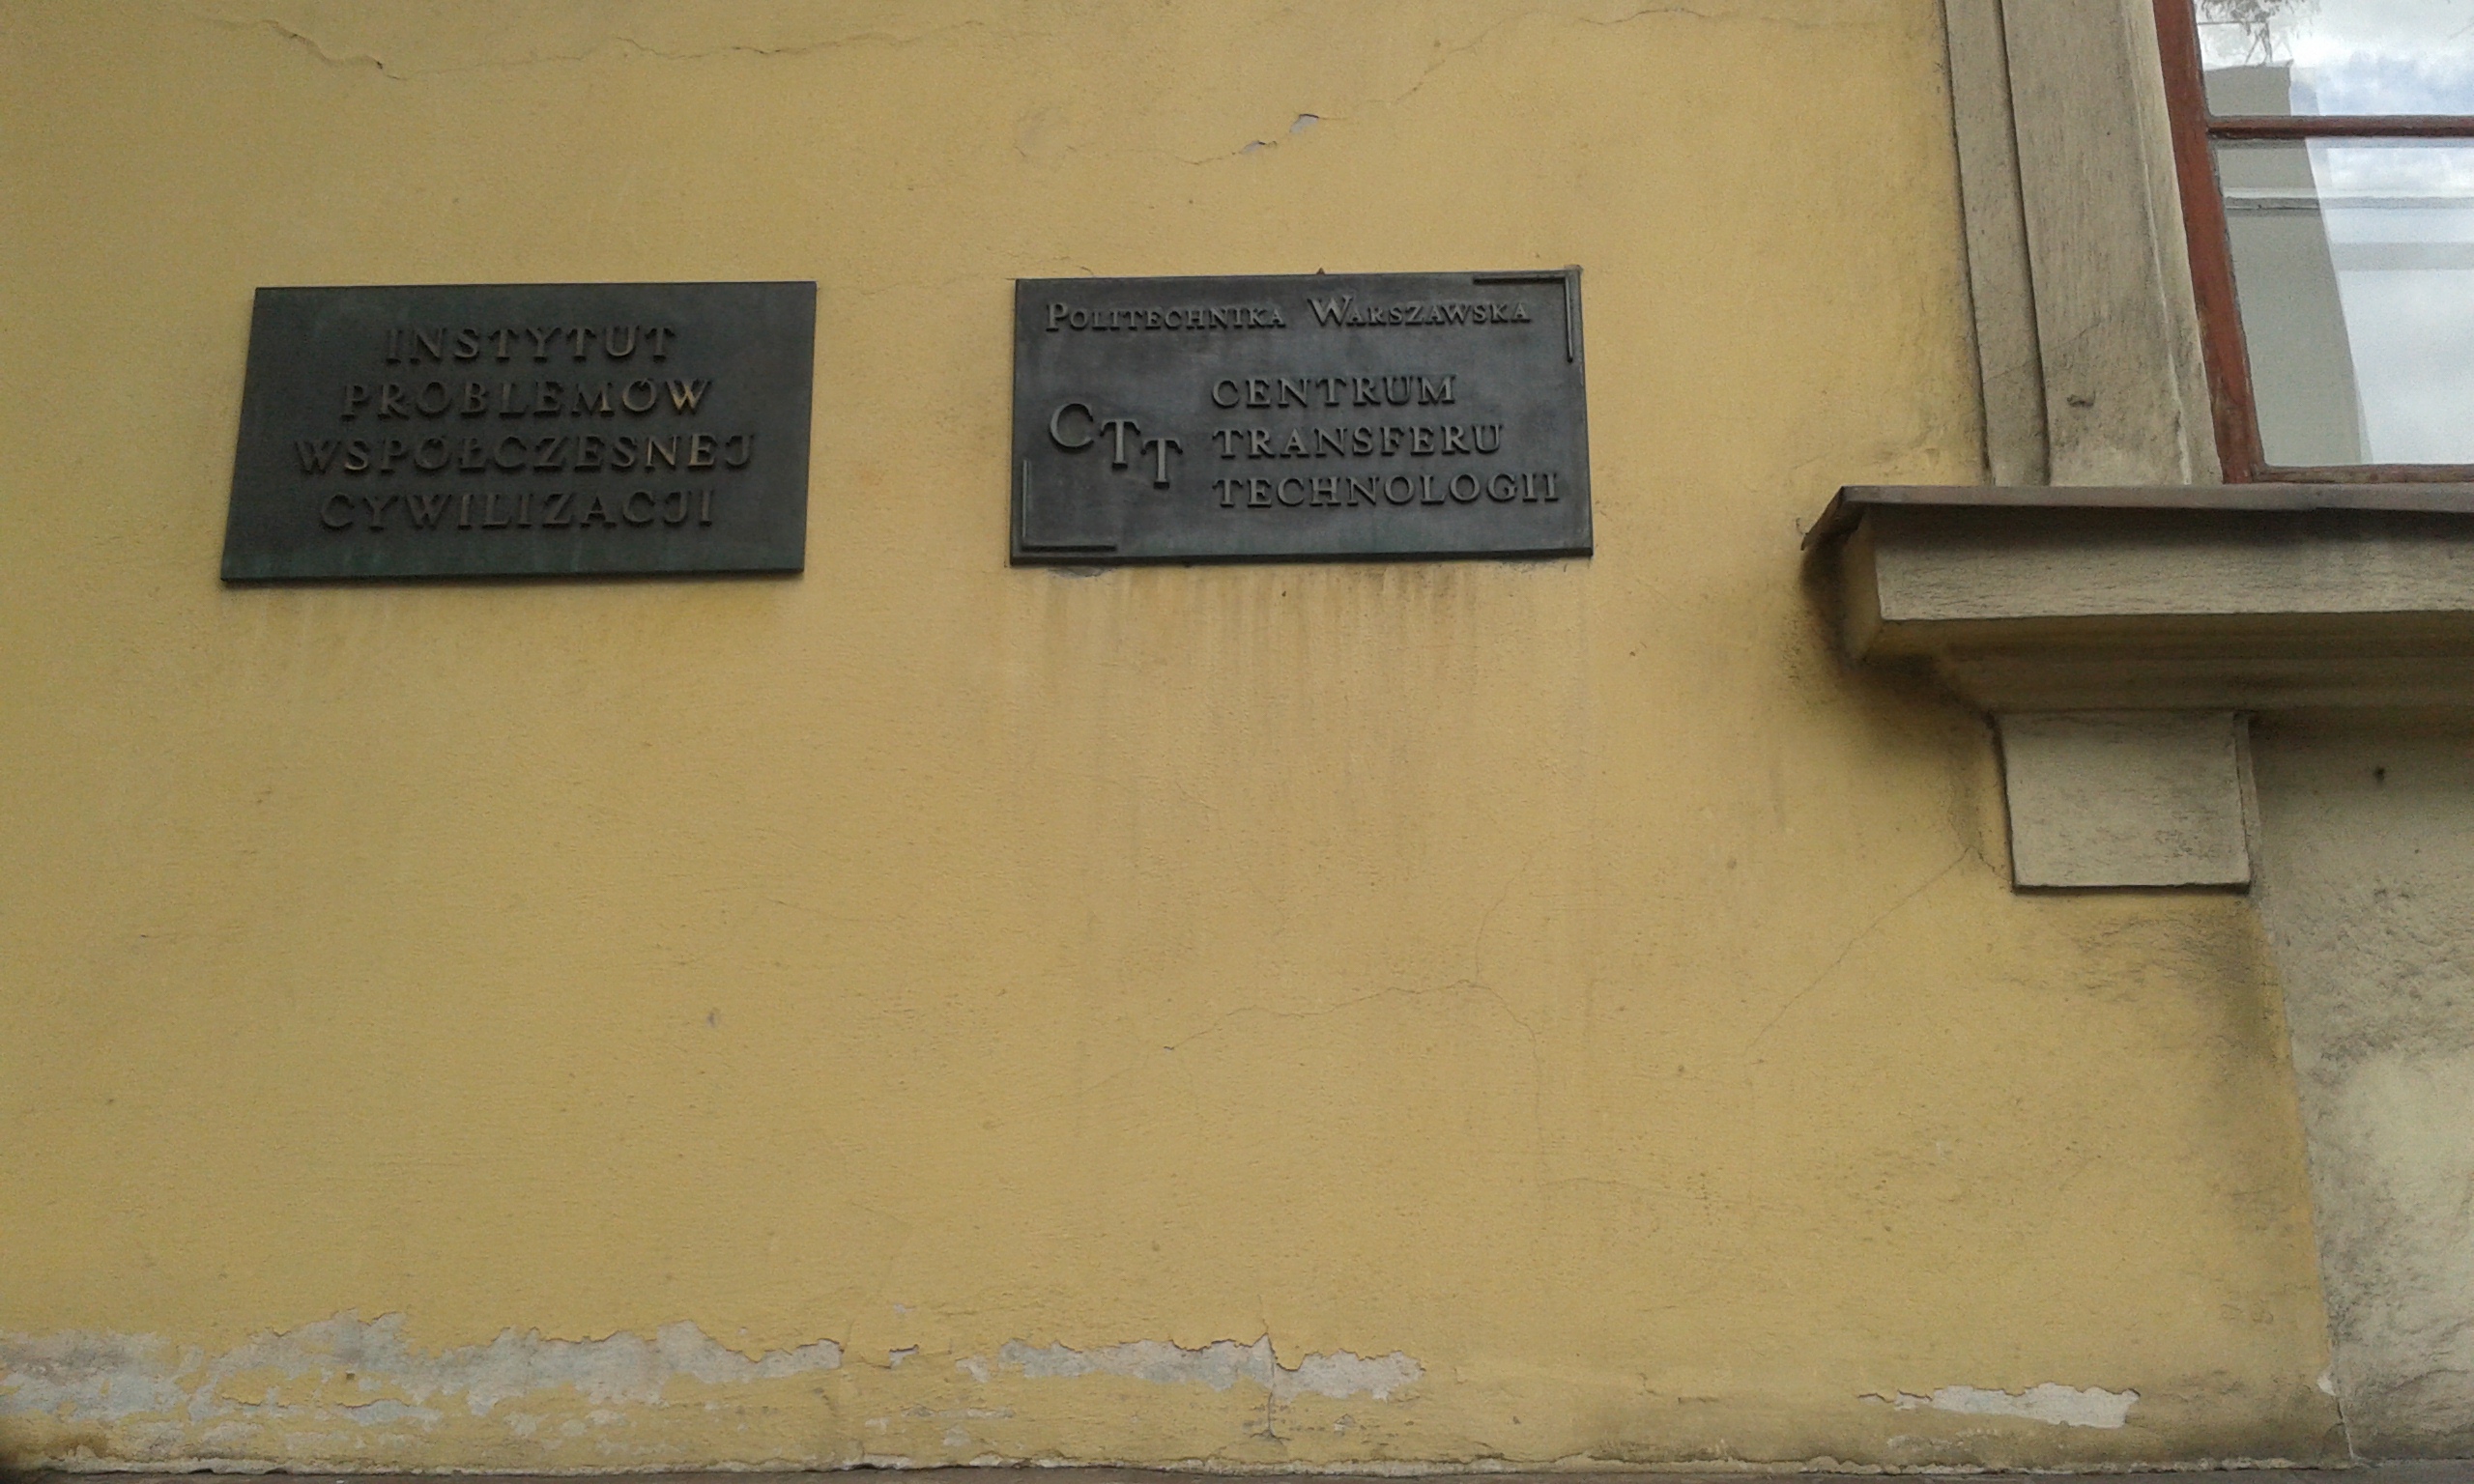 INSTYTUT
PROBLEMÓW
WSPÓŁCZESNEJ
CYWILIZACJI
POLITECHNIKA WARSZAWSKA
CTT
CENTRUM
TRANSFERU
TECHNOLOGII